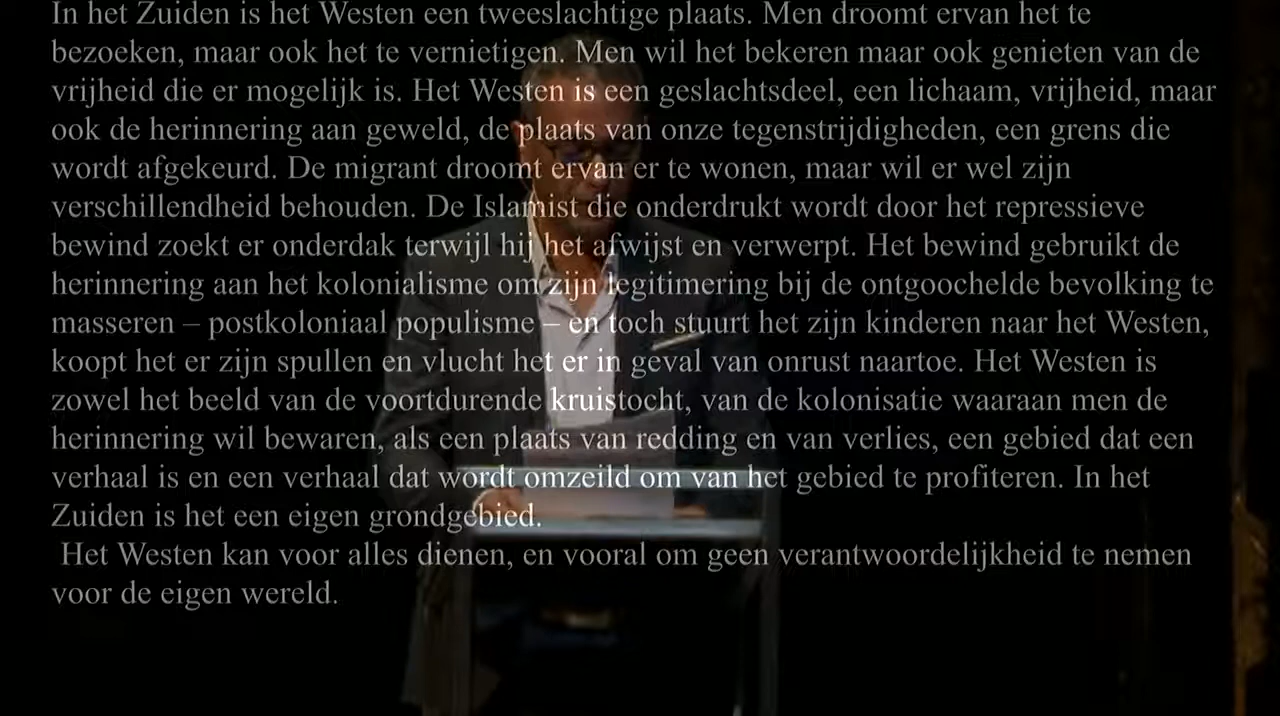 In het Zuiden is het Westen een tweeslachtige plaats. Men droomt ervan het te
bezoeken, maar ook het te vernietigen. Men wil het bekeren maar ook genieten van de
vrijheid die er mogelijk is. Het Westen is een geslachtsdeel, een lichaam, vrijheid, maar
ook de herinnering aan geweld, de plaats van onze tegenstrijdigheden, een grens die
wordt afgekeurd. De migrant droomt ervan er te wonen, maar wil er wel zijn
verschillendheid behouden. De Islamist die onderdrukt wordt door het repressieve
bewind zoekt er onderdak terwijl hij het afwijst en verwerpt. Het bewind gebruikt de
herinnering aan het kolonialisme om zijn legitimering bij de ontgoochelde bevolking te
masseren – postkoloniaal populisme – en toch stuurt het zijn kinderen naar het Westen,
koopt het er zijn spullen en vlucht het er in geval van onrust naartoe. Het Westen is
zowel het beeld van de voortdurende kruistocht, van de kolonisatie waaraan men de
herinnering wil bewaren, als een plaats van redding en van verlies, een gebied dat een
verhaal is en een verhaal dat wordt omzeild om van het gebied te profiteren. In het
Zuiden is het een eigen grondgebied.
Het Westen kan voor alles dienen, en vooral om geen verantwoordelijkheid te nemen
voor de eigen wereld.